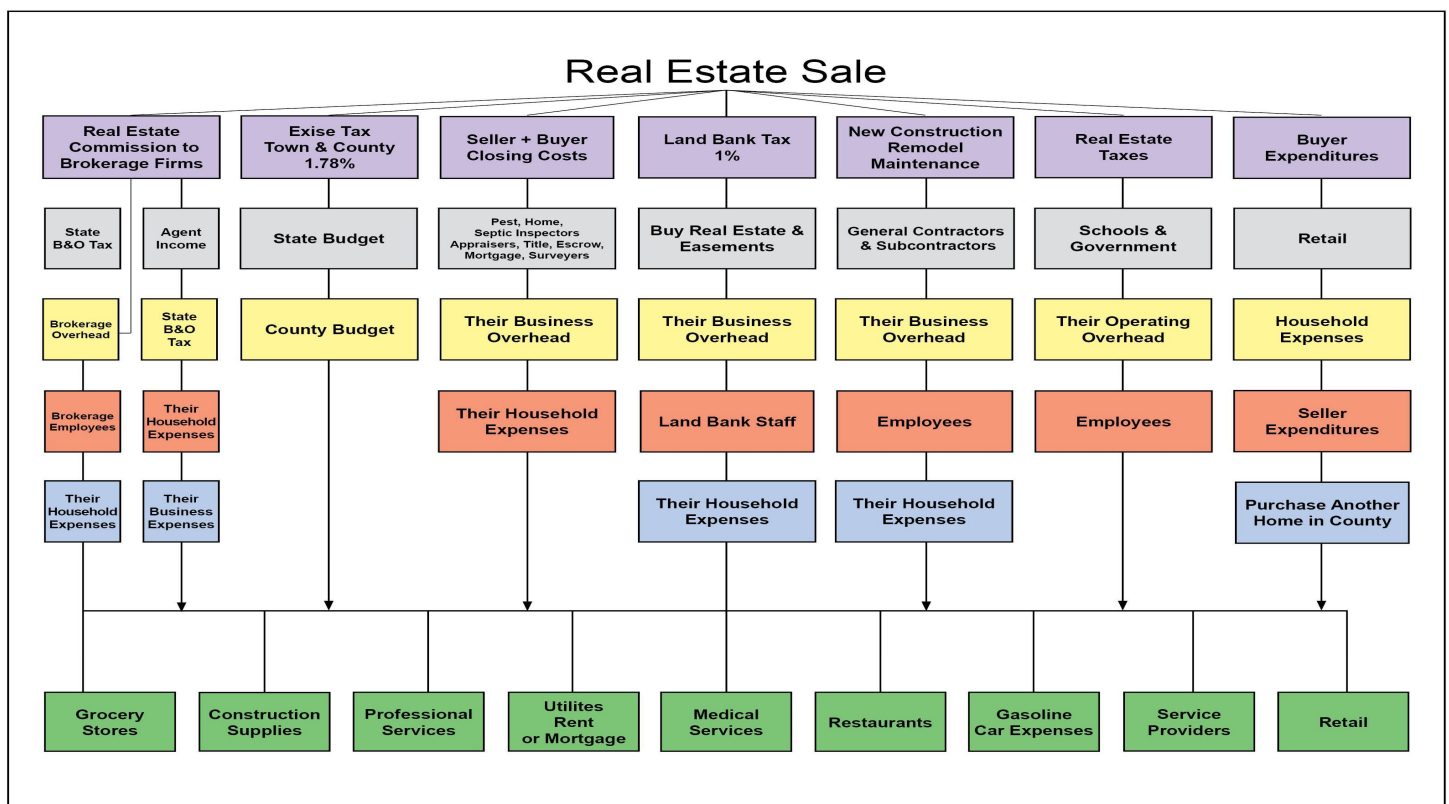 Real Estate Sale
Real Estate
Commission to
Brokerage Firms
Exise Tax
Town & County
1.78%
Seller + Buyer
Closing Costs
Land Bank Tax
1%
New Construction
Remodel
Maintenance
Real Estate
Taxes
Buyer
Expenditures
State
B&O Tax
Agent
Income
State Budget
Pest, Home,
Septic Inspectors
Appraisers, Title, Escrow,
Mortgage, Surveyers
Buy Real Estate &
Easements
General Contractors
& Subcontractors
Schools &
Government
Retail
Brokerage
Overhead
State
B&O
Tax
County Budget
Their Business
Overhead
Their Business
Overhead
Their Business
Overhead
Their Operating
Overhead
Household
Expenses
Brokerage
Employees
Their
Household
Expenses
Their Household
Expenses
Land Bank Staff
Employees
Employees
Seller
Expenditures
Their
Household
Expenses
Their
Business
Expenses
Their Household
Expenses
Their Household
Expenses
Purchase Another
Home in County
Grocery
Stores
Construction
Supplies
Professional
Services
Utilites
Rent
or Mortgage
Medical
Services
Restaurants
Gasoline
Car Expenses
Service
Providers
Retail